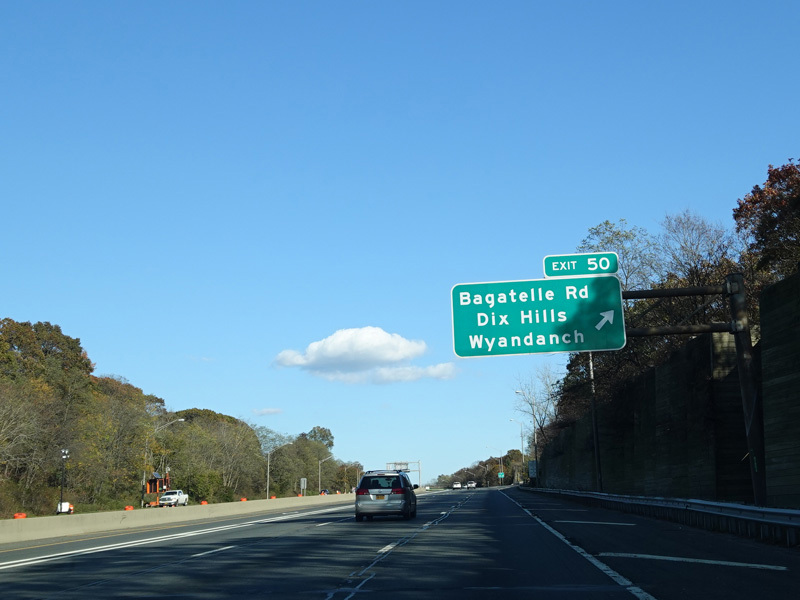 EXIT 50
Bagatelle Rd
Dix Hills
Wyandanch